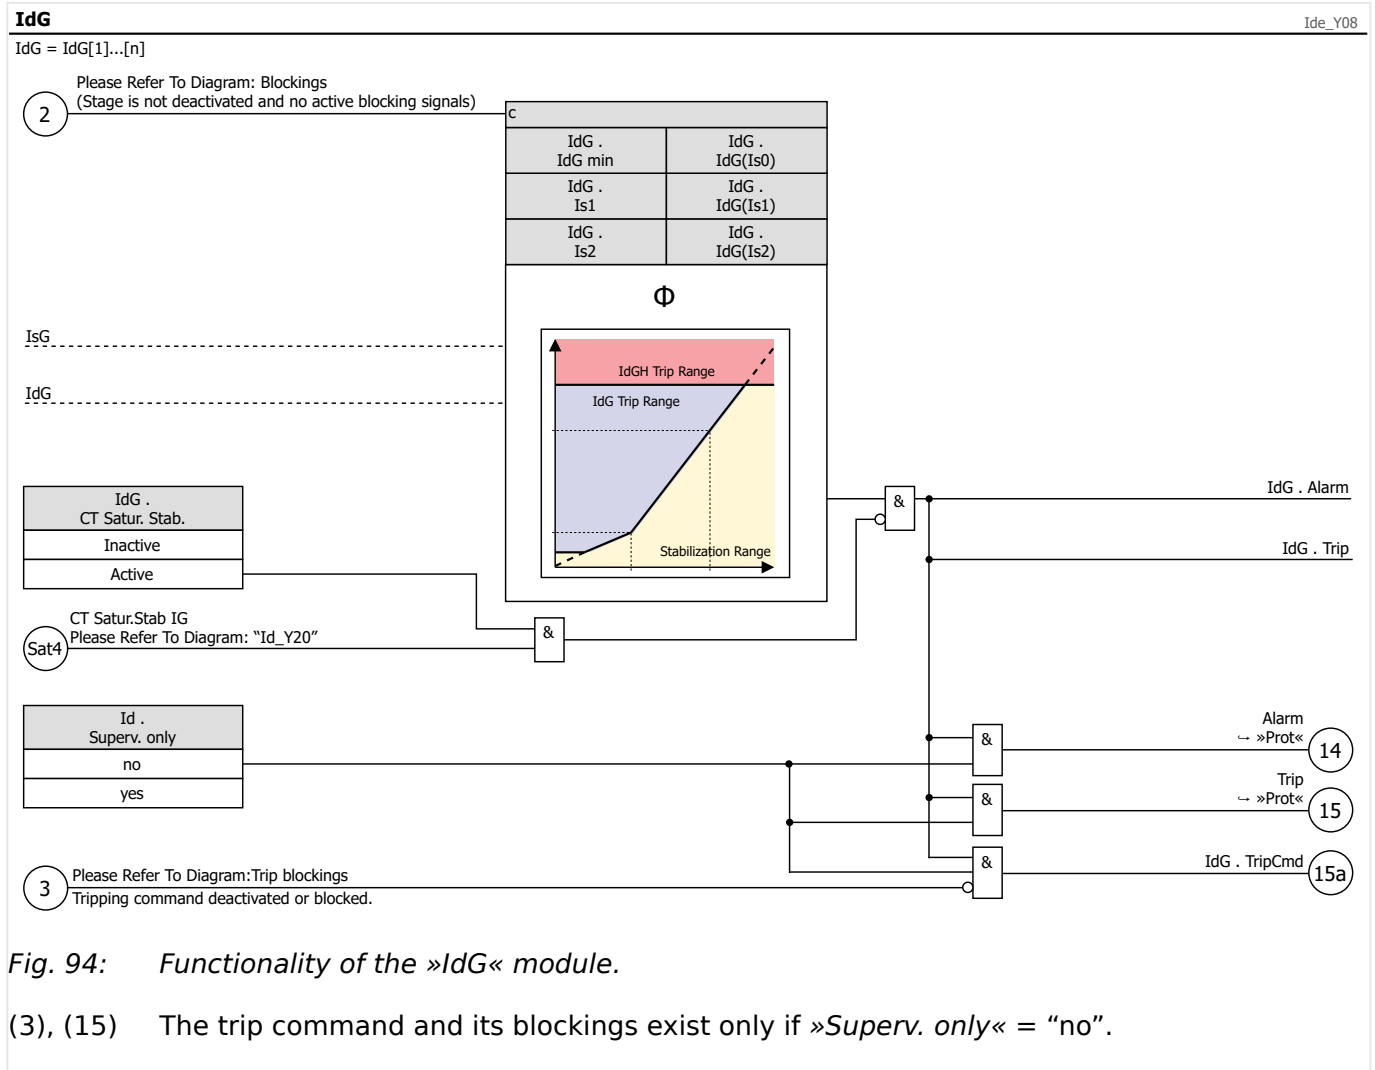 IdG
Ide_Y08
IdG = IdG[1]...[n]
Please Refer To Diagram: Blockings
(Stage is not deactivated and no active blocking signals)
2
c
IdG .
IdG min
IdG .
IdG(Is0)
IdG .
Is1
IdG .
IdG(Is1)
IdG .
Is2
IdG .
IdG(Is2)
Φ
IsG
IdG
IdGH Trip Range
IdG Trip Range
Stabilization Range
IdG .
CT Satur. Stab.
Inactive
Active
&
IdG . Alarm
IdG . Trip
CT Satur.Stab IG
Please Refer To Diagram: “Id_Y20”
Sat4
&
Id .
Superv. only
no
yes
&
Alarm
↪ »Prot«
14
&
Trip
↪ »Prot«
15
&
IdG . TripCmd
15a
Please Refer To Diagram:Trip blockings
3
Tripping command deactivated or blocked.
Fig. 94: Functionality of the »IdG« module.
(3), (15) The trip command and its blockings exist only if »Superv. only« = “no”.